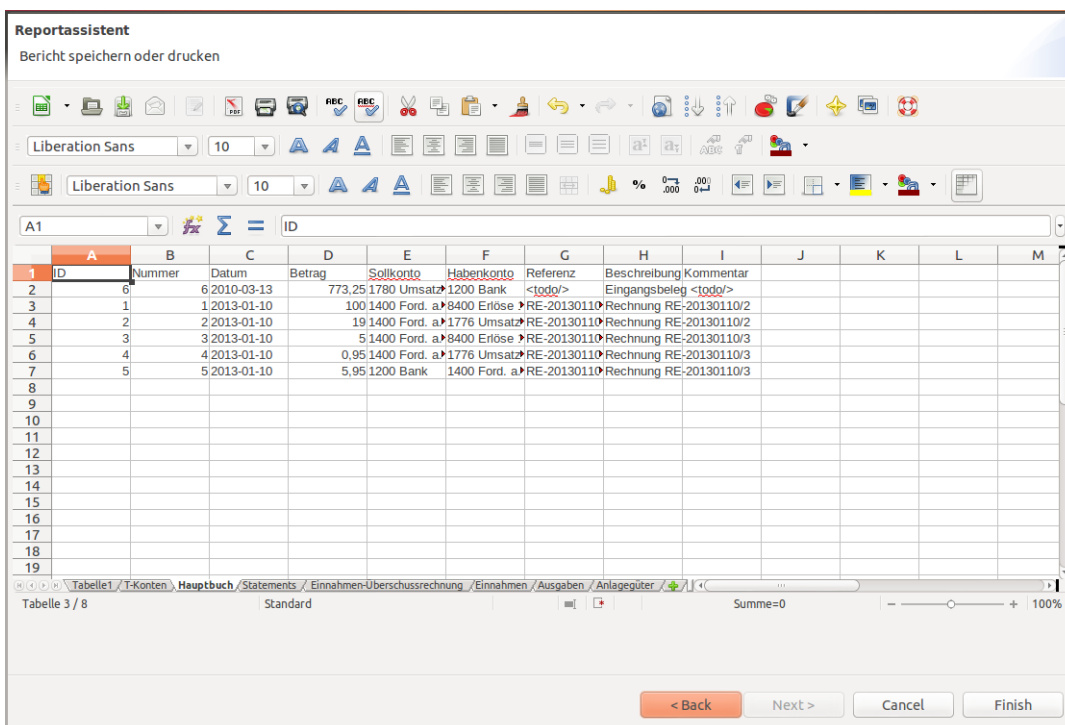 Reportassistent
Bericht speichern oder drucken
PDF ABC ABC
Liberation Sans 10
Liberation Sans 10 % .000 .000
A1 ID
A B C D E F G H I J K L M
1 ID Nummer Datum Betrag Sollkonto Habenkonto Referenz Beschreibung Kommentar
2 6 6 2010-03-13 773,25 1780 Umsatz 1200 Bank <todo/> Eingangsbeleg <todo/>
3 1 1 2013-01-10 100 1400 Ford. a. 8400 Erlöse RE-20130110 Rechnung RE-20130110/2
4 2 2 2013-01-10 19 1400 Ford. a. 1776 Umsatz RE-20130110 Rechnung RE-20130110/2
5 3 3 2013-01-10 5 1400 Ford. a. 8400 Erlöse RE-20130110 Rechnung RE-20130110/3
6 4 4 2013-01-10 0,95 1400 Ford. a. 1776 Umsatz RE-20130110 Rechnung RE-20130110/3
7 5 5 2013-01-10 5,95 1200 Bank 1400 Ford. a. RE-20130110 Rechnung RE-20130110/3
8
9
10
11
12
13
14
15
16
17
18
19
Tabelle1 T-Konten Hauptbuch Statements Einnahmen-Überschussrechnung Einnahmen Ausgaben Anlagegüter
Tabelle 3 / 8 Standard Summe=0 100%
< Back Next > Cancel Finish